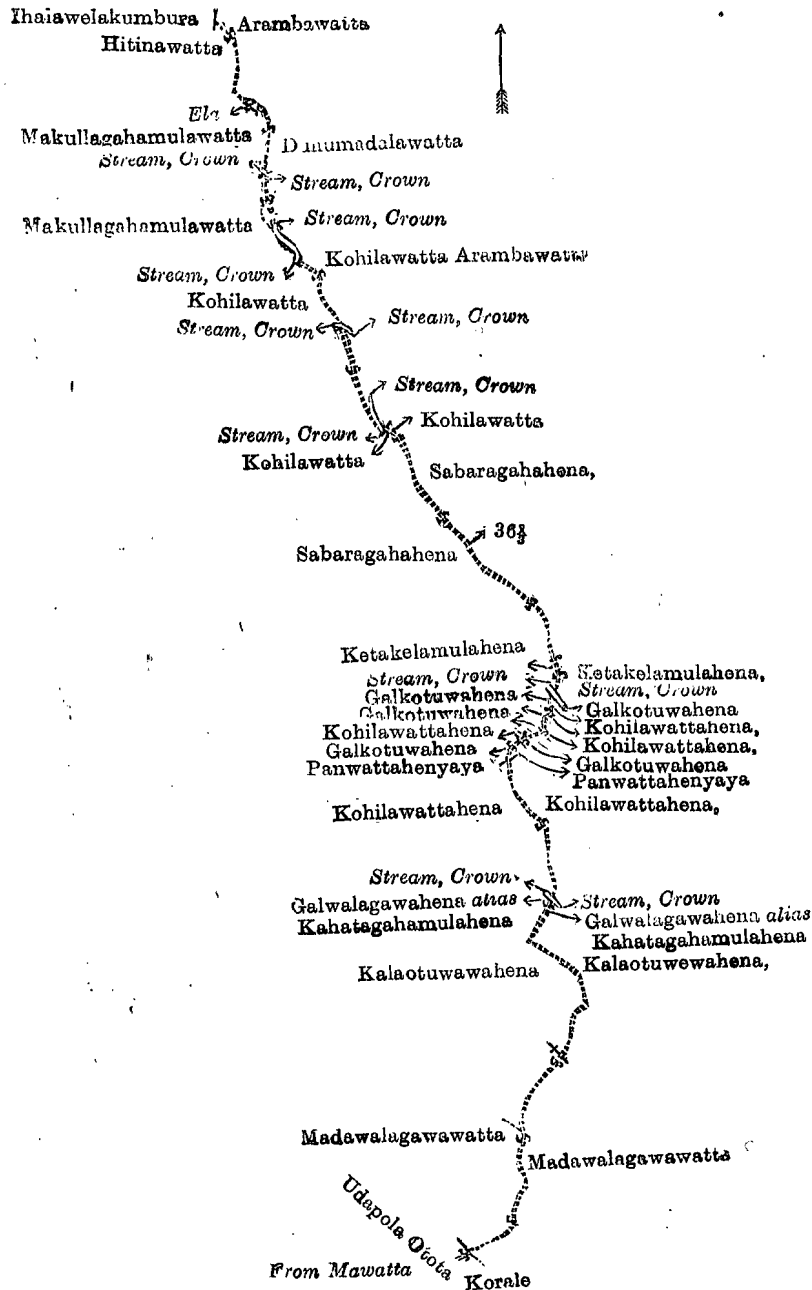 Ihalawelakumbura
Arambawatta
Hitinawatta
Ela
Makullagahamulawatta
Stream, Crown
Stream, Crown
Stream, Crown
Makullagahamulawatta
Kohilawatta Arambawatta
Stream, Crown
Kohilawatta
Stream, Crown
Stream, Crown
Stream, Crown
Kohilawatta
Stream, Crown
Kohilawatta
Sabaragahahena,
Sabaragahahena
Ketakelamulahena
Ketakelamulahena,
Stream, Crown
Stream, Crown
Galkotuwahena
Galkotuwahena
Galkotuwahena
Kohilawattahena,
Kohilawattahena
Kohilawattahena,
Galkotuwahena
Galkotuwahena
Panwattahenyaya
Panwattahenyaya
Kohilawattahena
Kohilawattahena,
Stream, Crown
Stream, Crown
Galwalagawahena alias
Kahatagahamulahena
Galwalagawahena alias
Kahatagahamulahena
Kalaotuwawahena
Kalaotuwewahena,
Madawalagawawatta
Madawalagawawatta
Udapola Otota
Korale
From Mawatta